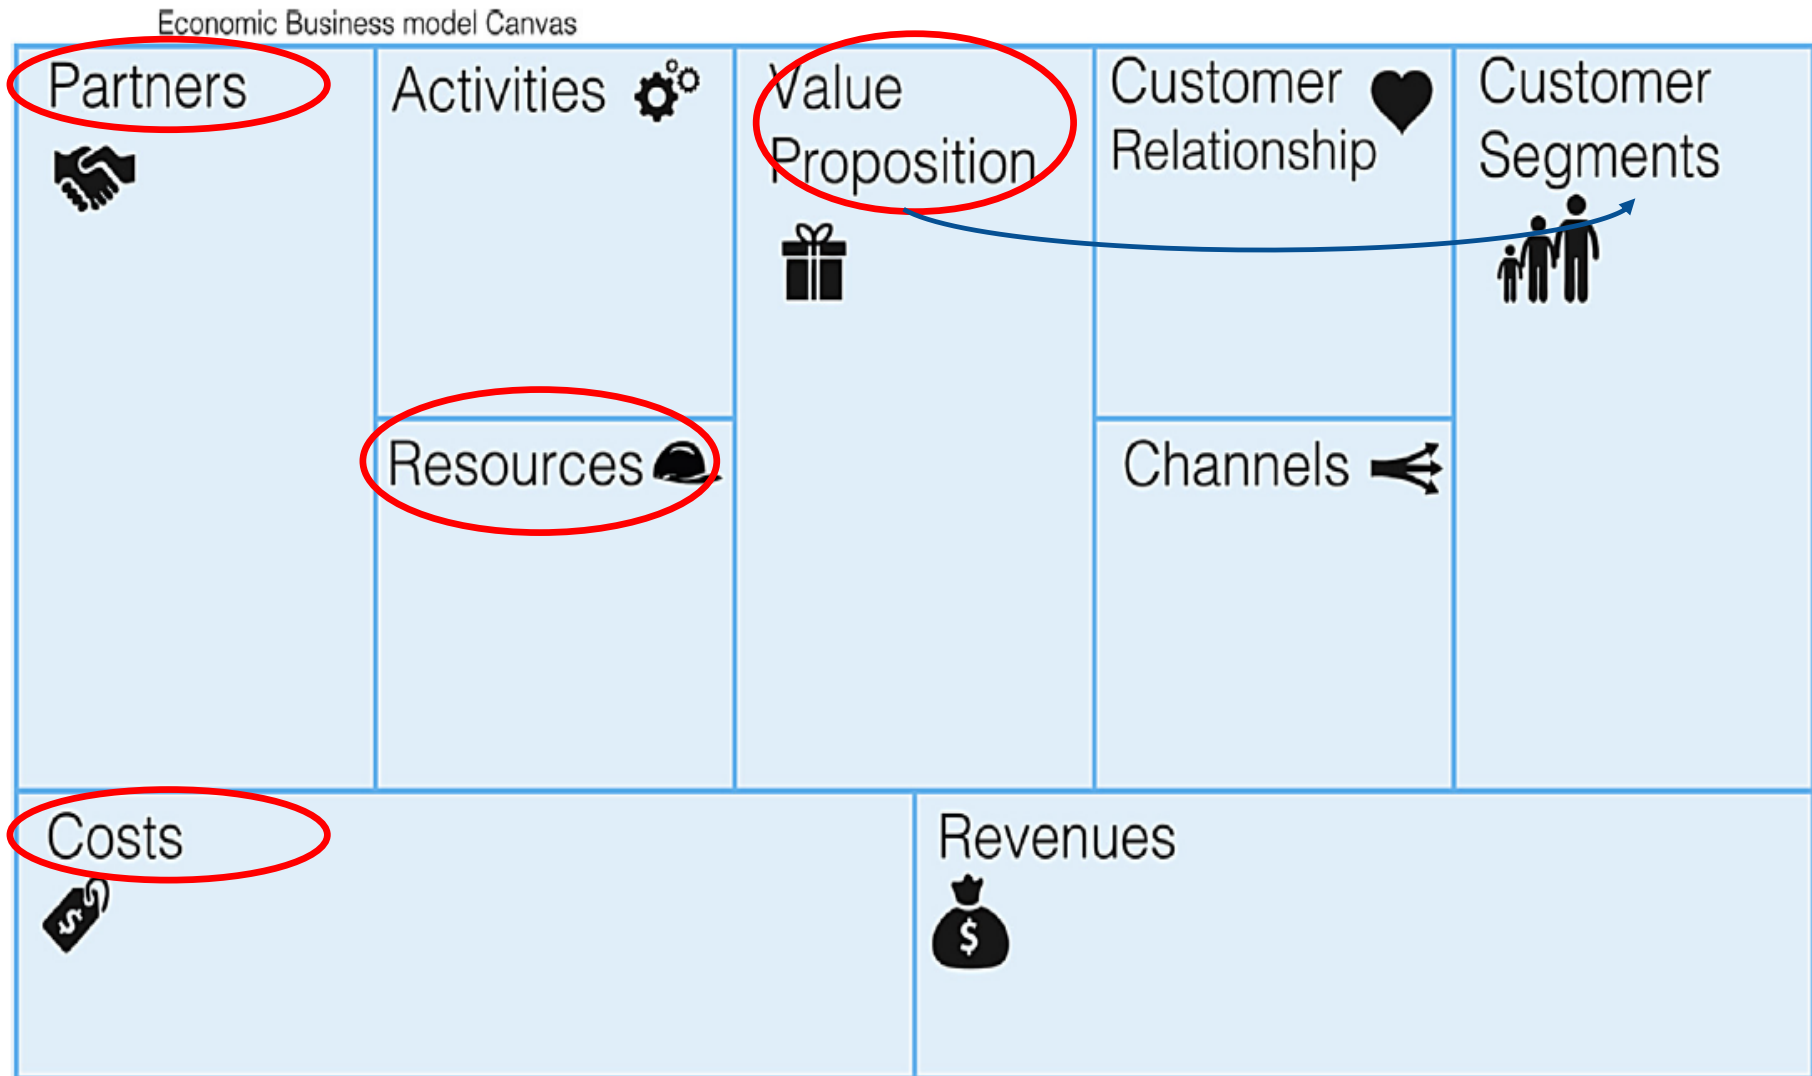 Economic Business model Canvas
Partners
Activities
Value
Proposition
Customer
Relationship
Customer
Segments
Resources
Channels
Costs
$
Revenues
$